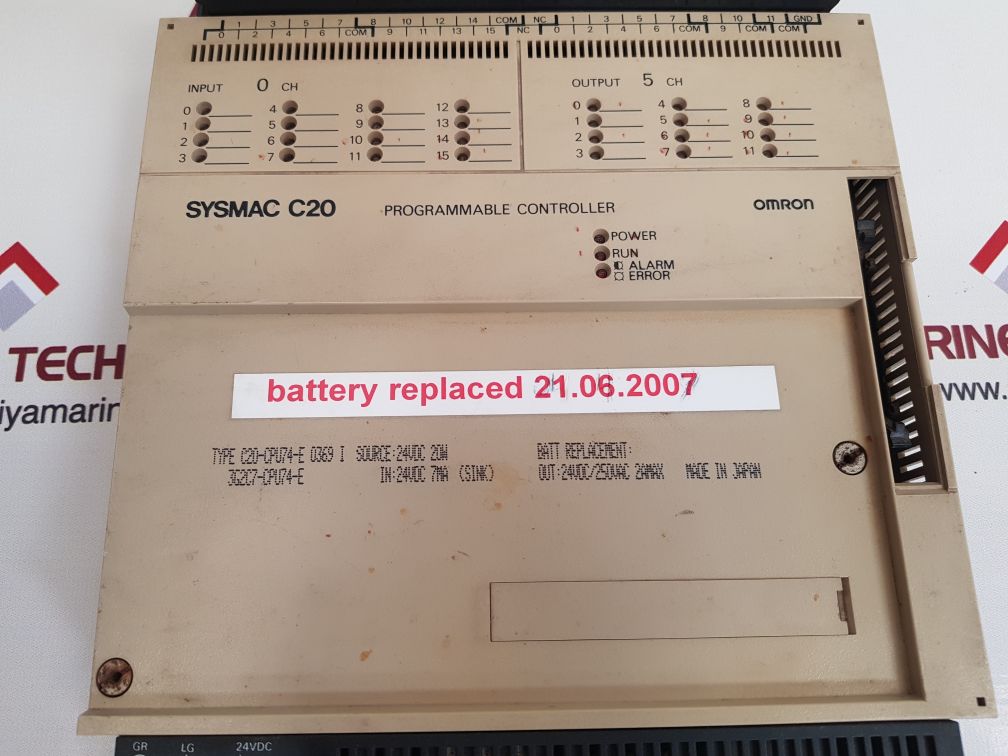 1 3 5 7 8 10 12 14 COM NC 1 3 5 7 8 10 11 GND
0 2 4 6 COM 9 11 13 15 NC 0 2 4 6 COM 9 COM COM
INPUT 0 CH OUTPUT 5 CH
0 4 8 12 0 4 8
1 5 9 13 1 5 9
2 6 10 14 2 6 10
3 7 11 15 3 7 11
SYSMAC C20 PROGRAMMABLE CONTROLLER OMRON
POWER
RUN
ALARM
ERROR
TECH
iyamarin
RINE
www.
battery replaced 21.06.2007
TYPE C20-CPU74-E 0369 I SOURCE:24VDC 20W BATT REPLACEMENT:
3G2C7-CPU74-E IN:24VDC 7MA (SINK) OUT:24VDC/250VAC 2AMAX MADE IN JAPAN
GR LG 24VDC